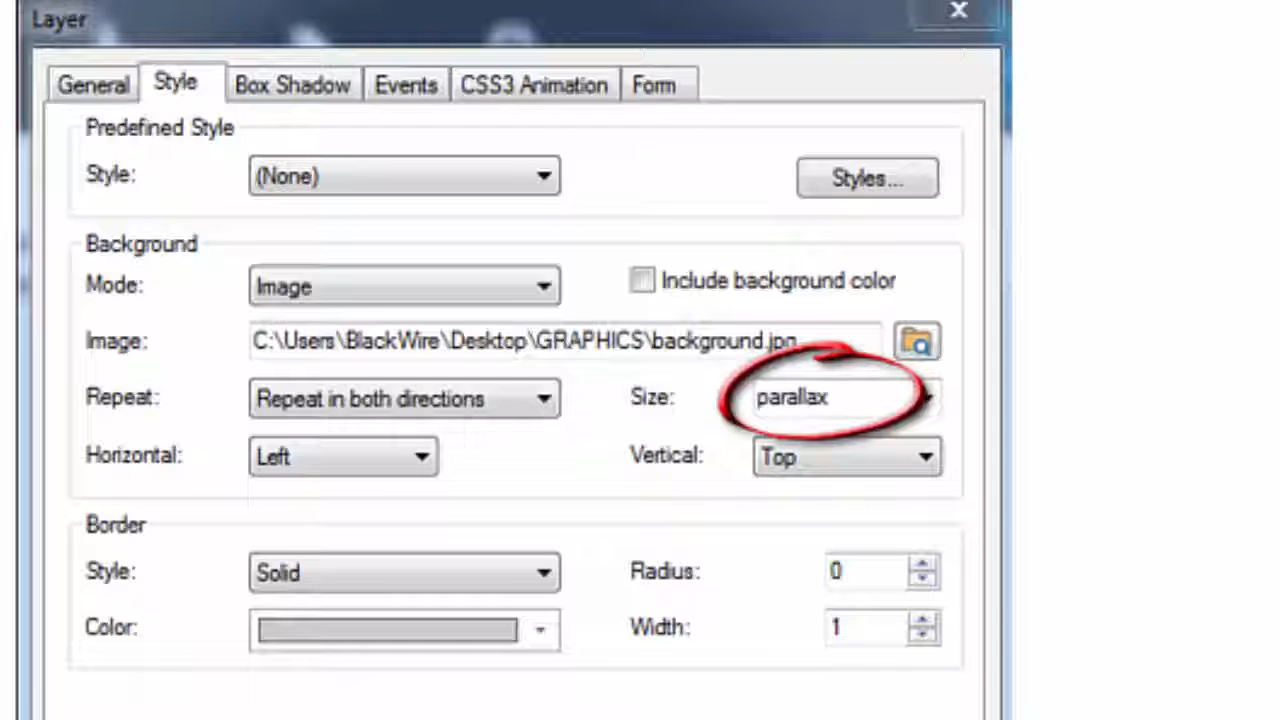 Layer
General Style Box Shadow Events CSS3 Animation Form
Predefined Style
Style: (None) Styles...
Background
Mode: Image Include background color
Image: C:\Users\BlackWire\Desktop\GRAPHICS\background.jpg
Repeat: Repeat in both directions Size: parallax
Horizontal: Left Vertical: Top
Border
Style: Solid Radius: 0
Color: Width: 1